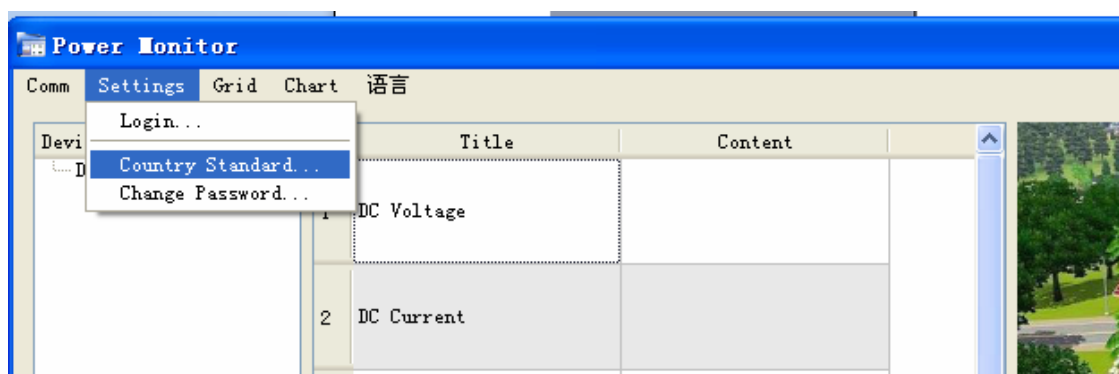 Power Monitor
Comm Settings Grid Chart 语言
Login...
Devi Title Content
Country Standard...
D
Change Password...
1 DC Voltage
2 DC Current